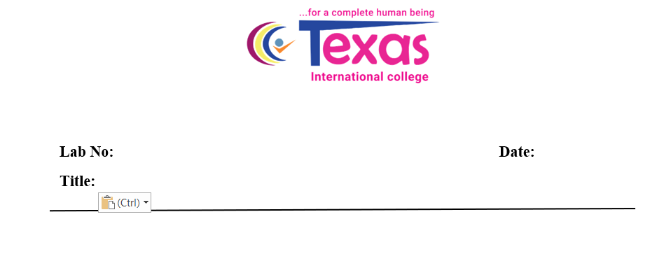 ...for a complete human being
Texas
International college
Lab No: Date:
Title:
(Ctrl)